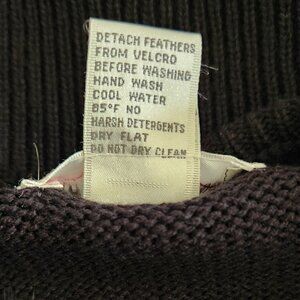 DETACH FEATHERS
FROM VELCRO
BEFORE WASHING
HAND WASH
COOL WATER
85°F NO
HARSH DETERGENTS
DRY FLAT
DO NOT DRY CLEAN